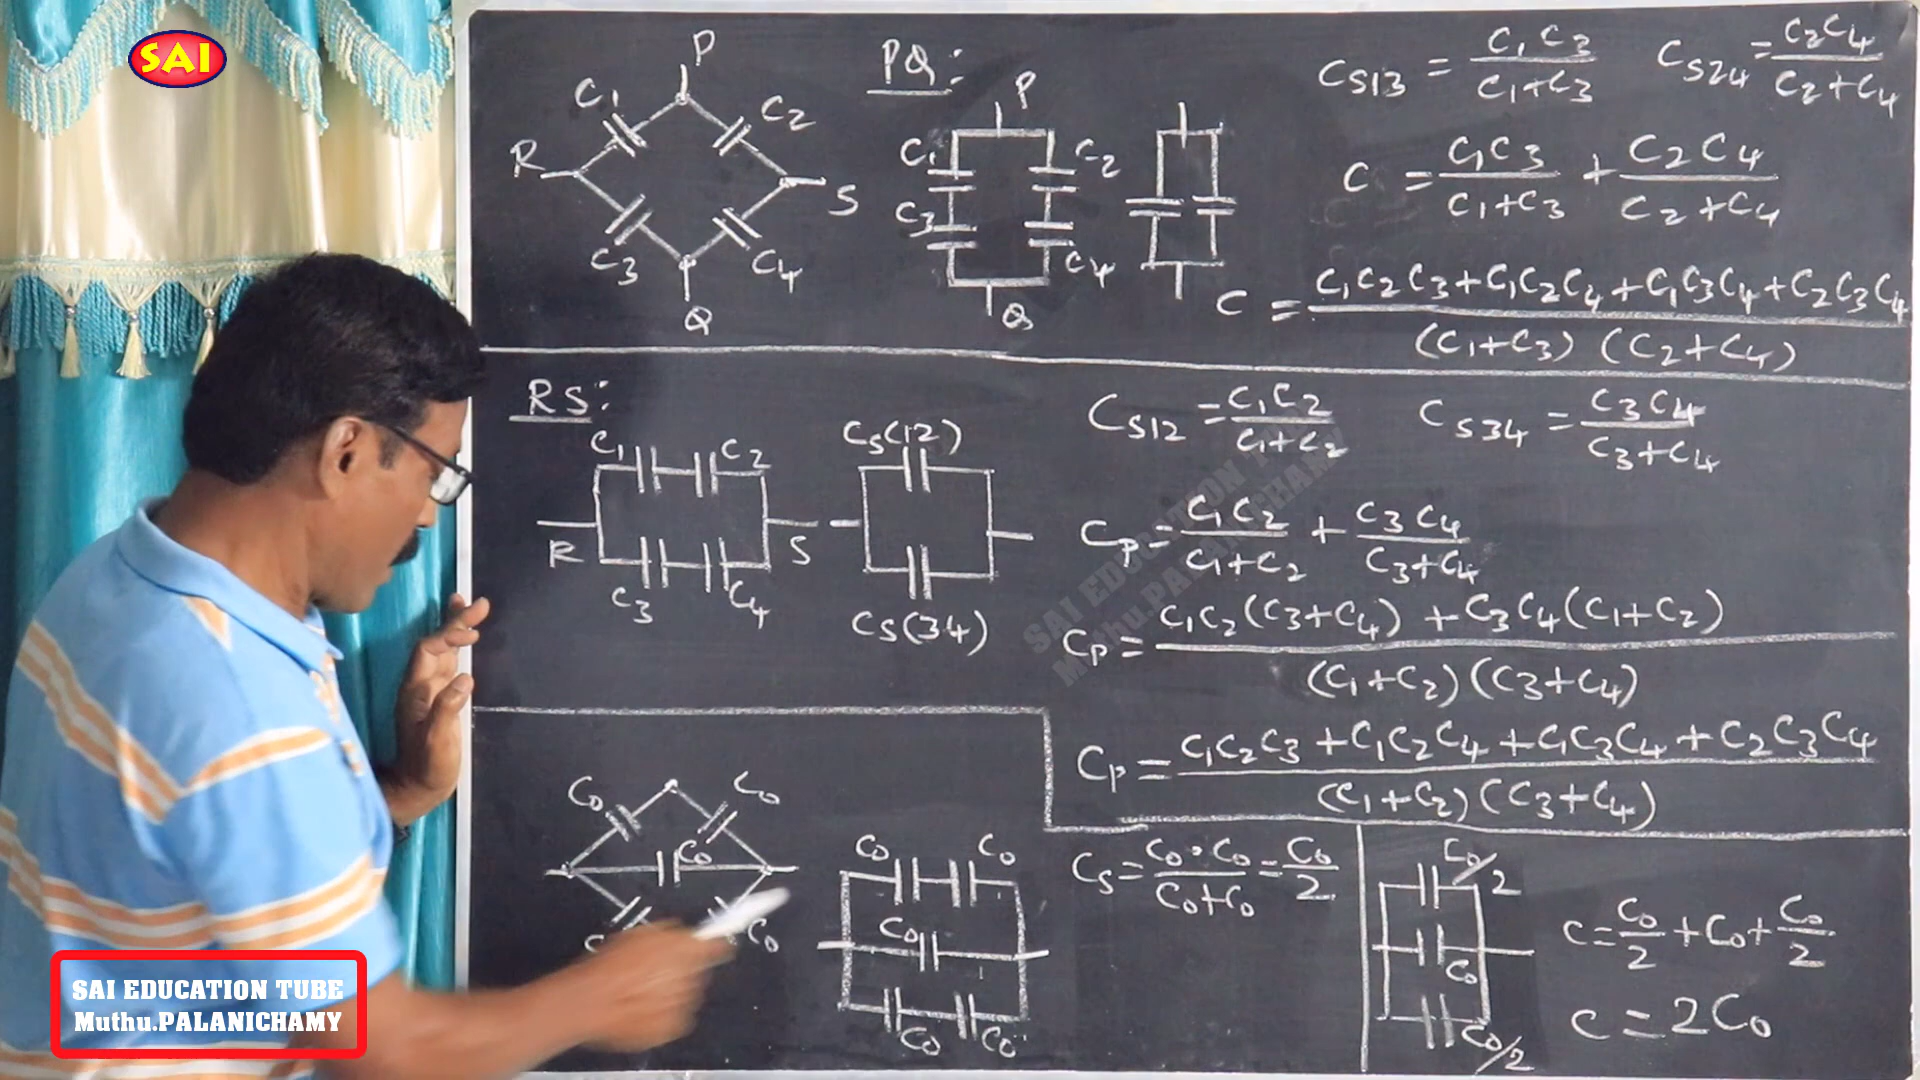 SAI
P
C1
C2
R
S
C3
C4
Q
PQ:
P
C1
C2
C3
C4
Q
CS13 = C1C3/C1+C3
CS24 = C2C4/C2+C4
C = C1C3/C1+C3 + C2C4/C2+C4
C = C1C2C3+C1C2C4+C1C3C4+C2C3C4/(C1+C3)(C2+C4)
RS:
C1
C2
R
S
C3
C4
CS(12)
CS(34)
CS12 = C1C2/C1+C2
CS34 = C3C4/C3+C4
CP = C1C2/C1+C2 + C3C4/C3+C4
CP = C1C2(C3+C4) + C3C4(C1+C2)/(C1+C2)(C3+C4)
CP = C1C2C3+C1C2C4+C1C3C4+C2C3C4/(C1+C2)(C3+C4)
SAI EDUCATION TUBE
Muthu.PALANICHAMY
C0
C0
C0
C0
C0
C0
C0
C0
C0
CS = C0·C0/C0+C0 = C0/2
C0/2
C0
C0/2
C = C0/2 + C0 + C0/2
C = 2C0
SAI EDUCATION TUBE
Muthu.PALANICHAMY